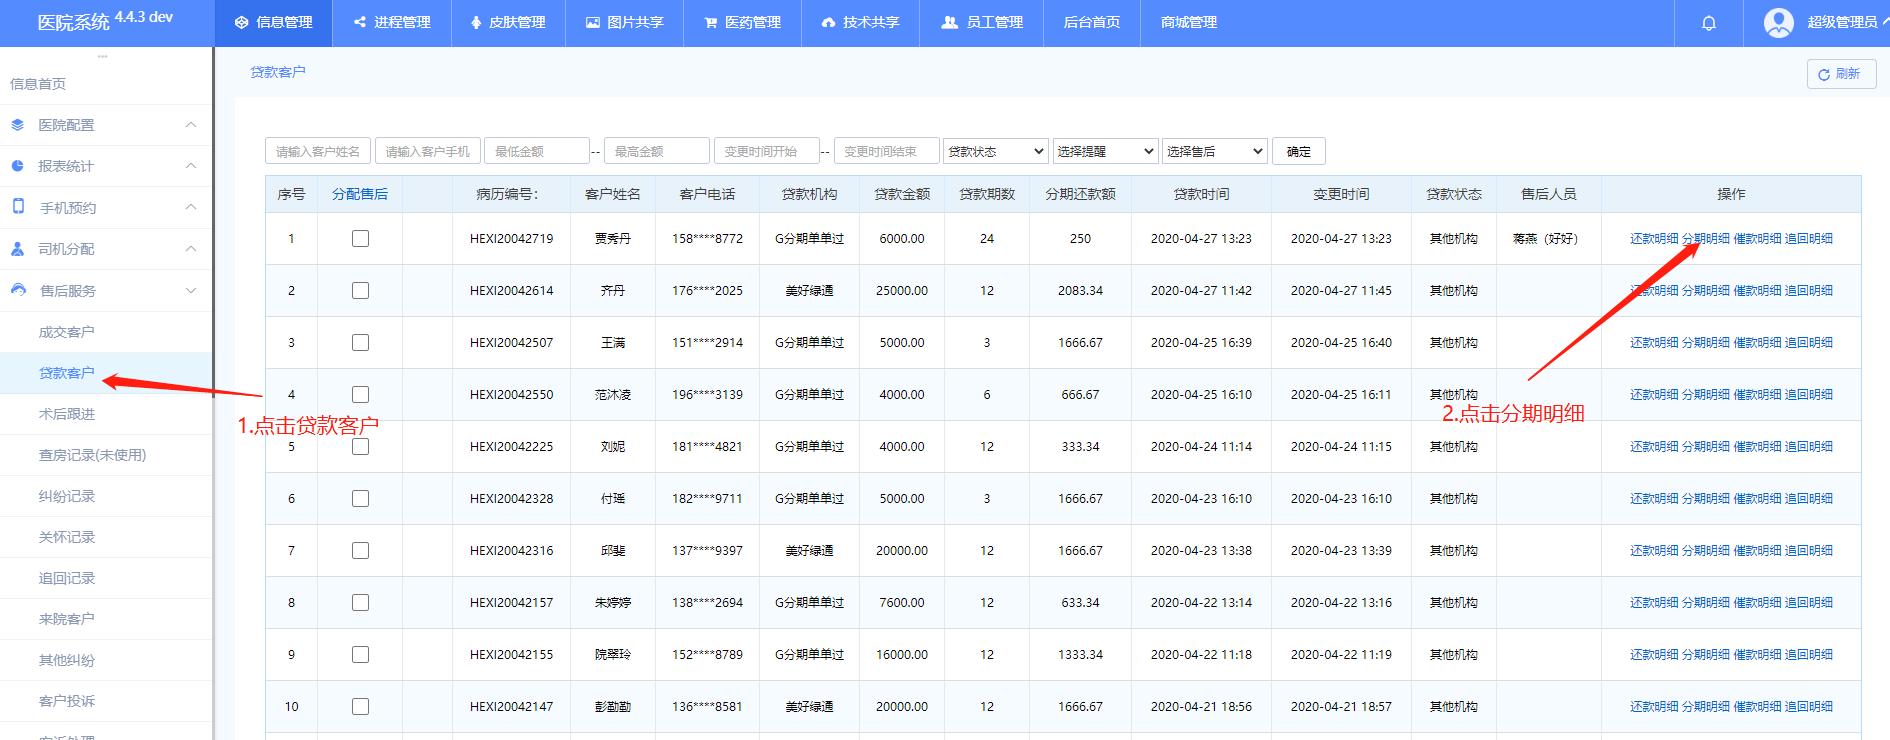 医院系统 4.4.3 dev
信息管理 进程管理 皮肤管理 图片共享 医药管理 技术共享 员工管理 后台首页 商城管理 超级管理员
信息首页
医院配置
报表统计
手机预约
司机分配
售后服务
成交客户
贷款客户
术后跟进
查房记录(未使用)
纠纷记录
关怀记录
追回记录
来院客户
其他纠纷
客户投诉
贷款客户
刷新
请输入客户姓名 请输入客户手机 最低金额 -- 最高金额 变更时间开始 -- 变更时间结束 贷款状态 选择提醒 选择售后 确定
序号 分配售后 病历编号: 客户姓名 客户电话 贷款机构 贷款金额 贷款期数 分期还款额 贷款时间 变更时间 贷款状态 售后人员 操作
1 HEXI20042719 贾秀丹 158****8772 G分期单单过 6000.00 24 250 2020-04-27 13:23 2020-04-27 13:23 其他机构 蒋燕（好好） 还款明细 分期明细 催款明细 追回明细
2 HEXI20042614 齐丹 176****2025 美好绿通 25000.00 12 2083.34 2020-04-27 11:42 2020-04-27 11:45 其他机构 还款明细 分期明细 催款明细 追回明细
3 HEXI20042507 王满 151****2914 G分期单单过 5000.00 3 1666.67 2020-04-25 16:39 2020-04-25 16:40 其他机构 还款明细 分期明细 催款明细 追回明细
4 HEXI20042550 范沐凌 196****3139 G分期单单过 4000.00 6 666.67 2020-04-25 16:10 2020-04-25 16:11 其他机构 还款明细 分期明细 催款明细 追回明细
5 HEXI20042225 刘妮 181****4821 G分期单单过 4000.00 12 333.34 2020-04-24 11:14 2020-04-24 11:15 其他机构 还款明细 分期明细 催款明细 追回明细
6 HEXI20042328 付瑶 182****9711 G分期单单过 5000.00 3 1666.67 2020-04-23 16:10 2020-04-23 16:10 其他机构 还款明细 分期明细 催款明细 追回明细
7 HEXI20042316 邱斐 137****9397 美好绿通 20000.00 12 1666.67 2020-04-23 13:38 2020-04-23 13:39 其他机构 还款明细 分期明细 催款明细 追回明细
8 HEXI20042157 朱婷婷 138****2694 G分期单单过 7600.00 12 633.34 2020-04-22 13:14 2020-04-22 13:16 其他机构 还款明细 分期明细 催款明细 追回明细
9 HEXI20042155 院翠玲 152****8789 G分期单单过 16000.00 12 1333.34 2020-04-22 11:18 2020-04-22 11:19 其他机构 还款明细 分期明细 催款明细 追回明细
10 HEXI20042147 彭勤勤 136****8581 美好绿通 20000.00 12 1666.67 2020-04-21 18:56 2020-04-21 18:57 其他机构 还款明细 分期明细 催款明细 追回明细
1.点击贷款客户
2.点击分期明细